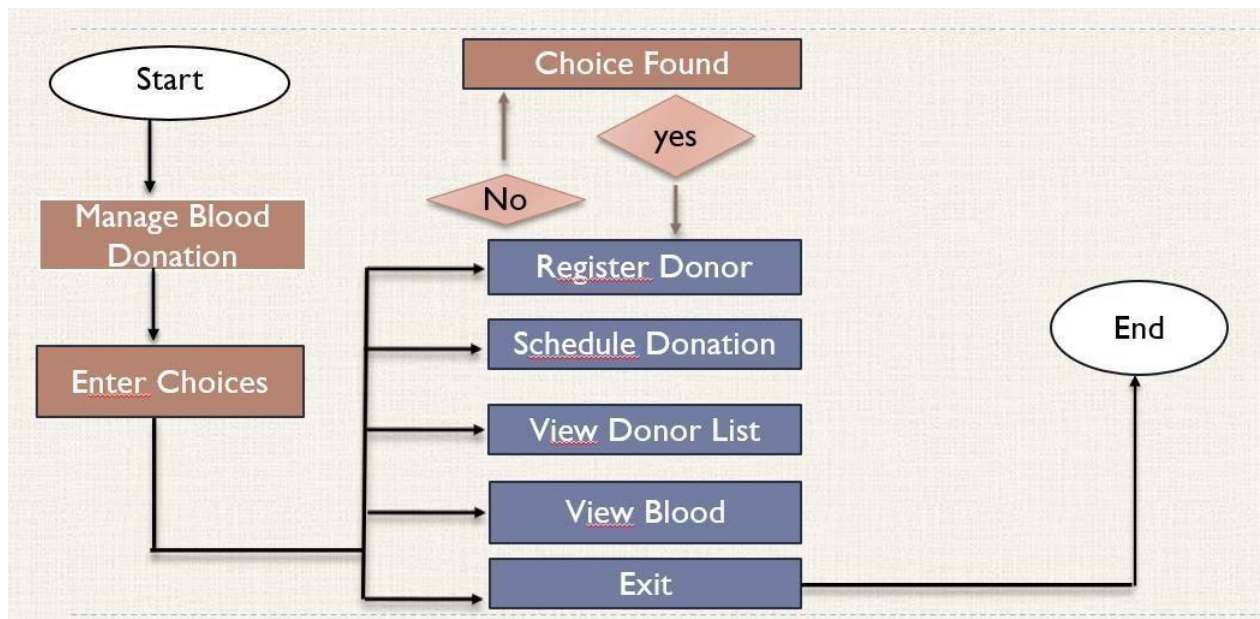 Start
Choice Found
yes
No
Manage Blood
Donation
Register Donor
Enter Choices
Schedule Donation
End
View Donor List
View Blood
Exit